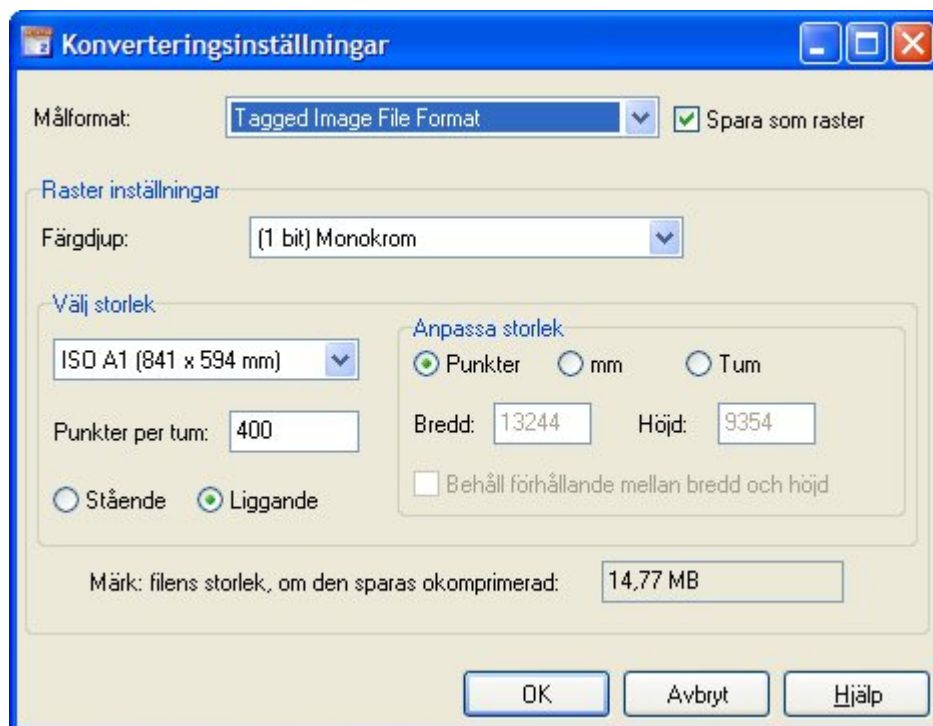 Konverteringsinställningar
Målformat: Tagged Image File Format Spara som raster
Raster inställningar
Färgdjup: (1 bit) Monokrom
Välj storlek
ISO A1 (841 x 594 mm)
Punkter per tum: 400
Stående Liggande
Anpassa storlek
Punkter mm Tum
Bredd: 13244 Höjd: 9354
Behåll förhållande mellan bredd och höjd
Märk: filens storlek, om den sparas okomprimerad: 14,77 MB
OK Avbryt Hjälp